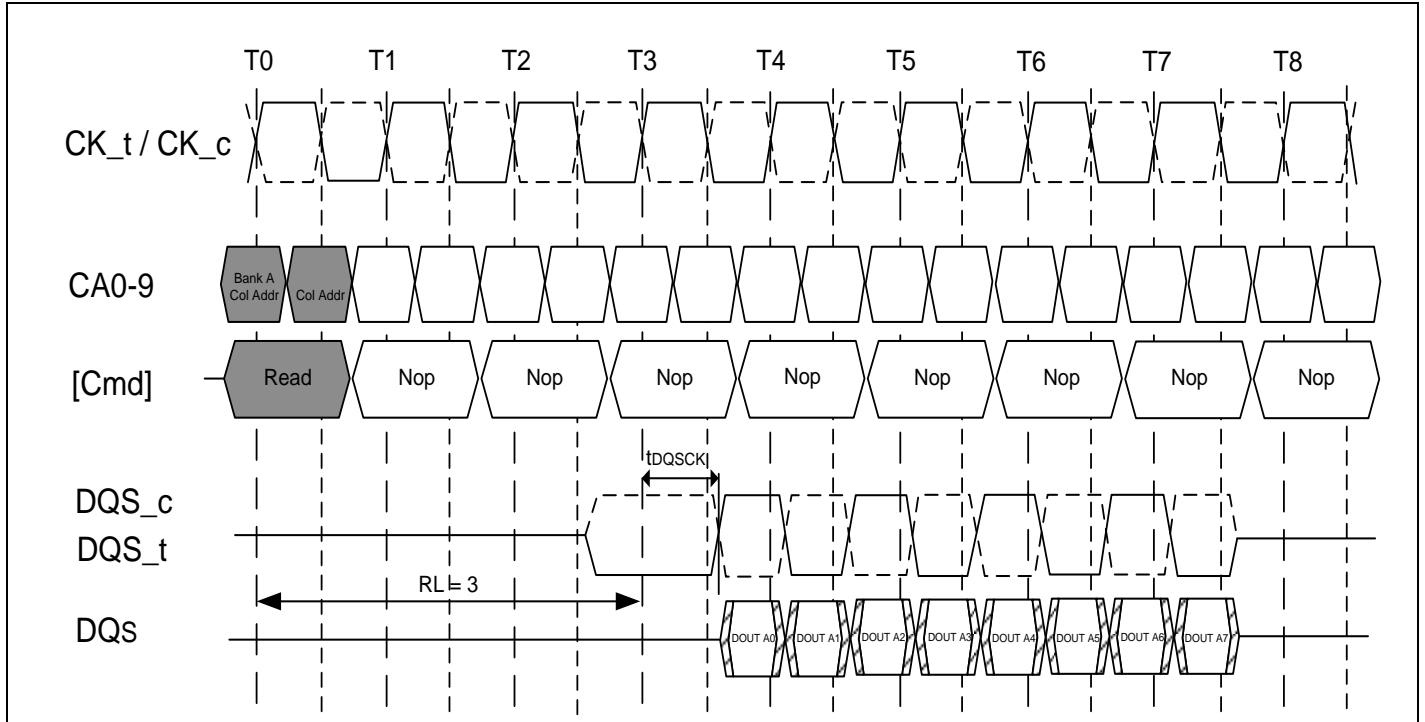 T0 T1 T2 T3 T4 T5 T6 T7 T8
CK_t / CK_c
CA0-9
Bank A
Col Addr
Col Addr
[Cmd]
Read Nop Nop Nop Nop Nop Nop Nop Nop
tDQSCK
DQS_c
DQS_t
RL = 3
DQs
DOUT A0 DOUT A1 DOUT A2 DOUT A3 DOUT A4 DOUT A5 DOUT A6 DOUT A7